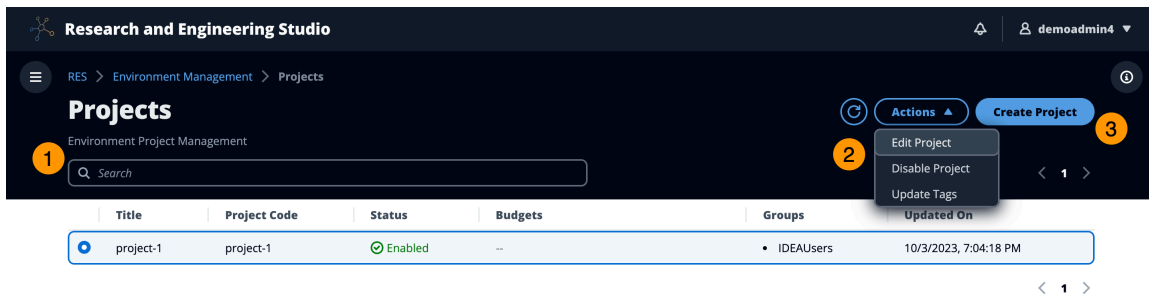 Research and Engineering Studio
demoadmin4
RES > Environment Management > Projects
Projects
Actions
Create Project
3
Environment Project Management
2
Edit Project
1
Search
Disable Project
< 1 >
Update Tags
Title Project Code Status Budgets Groups Updated On
project-1 project-1 Enabled -- • IDEAUsers 10/3/2023, 7:04:18 PM
< 1 >